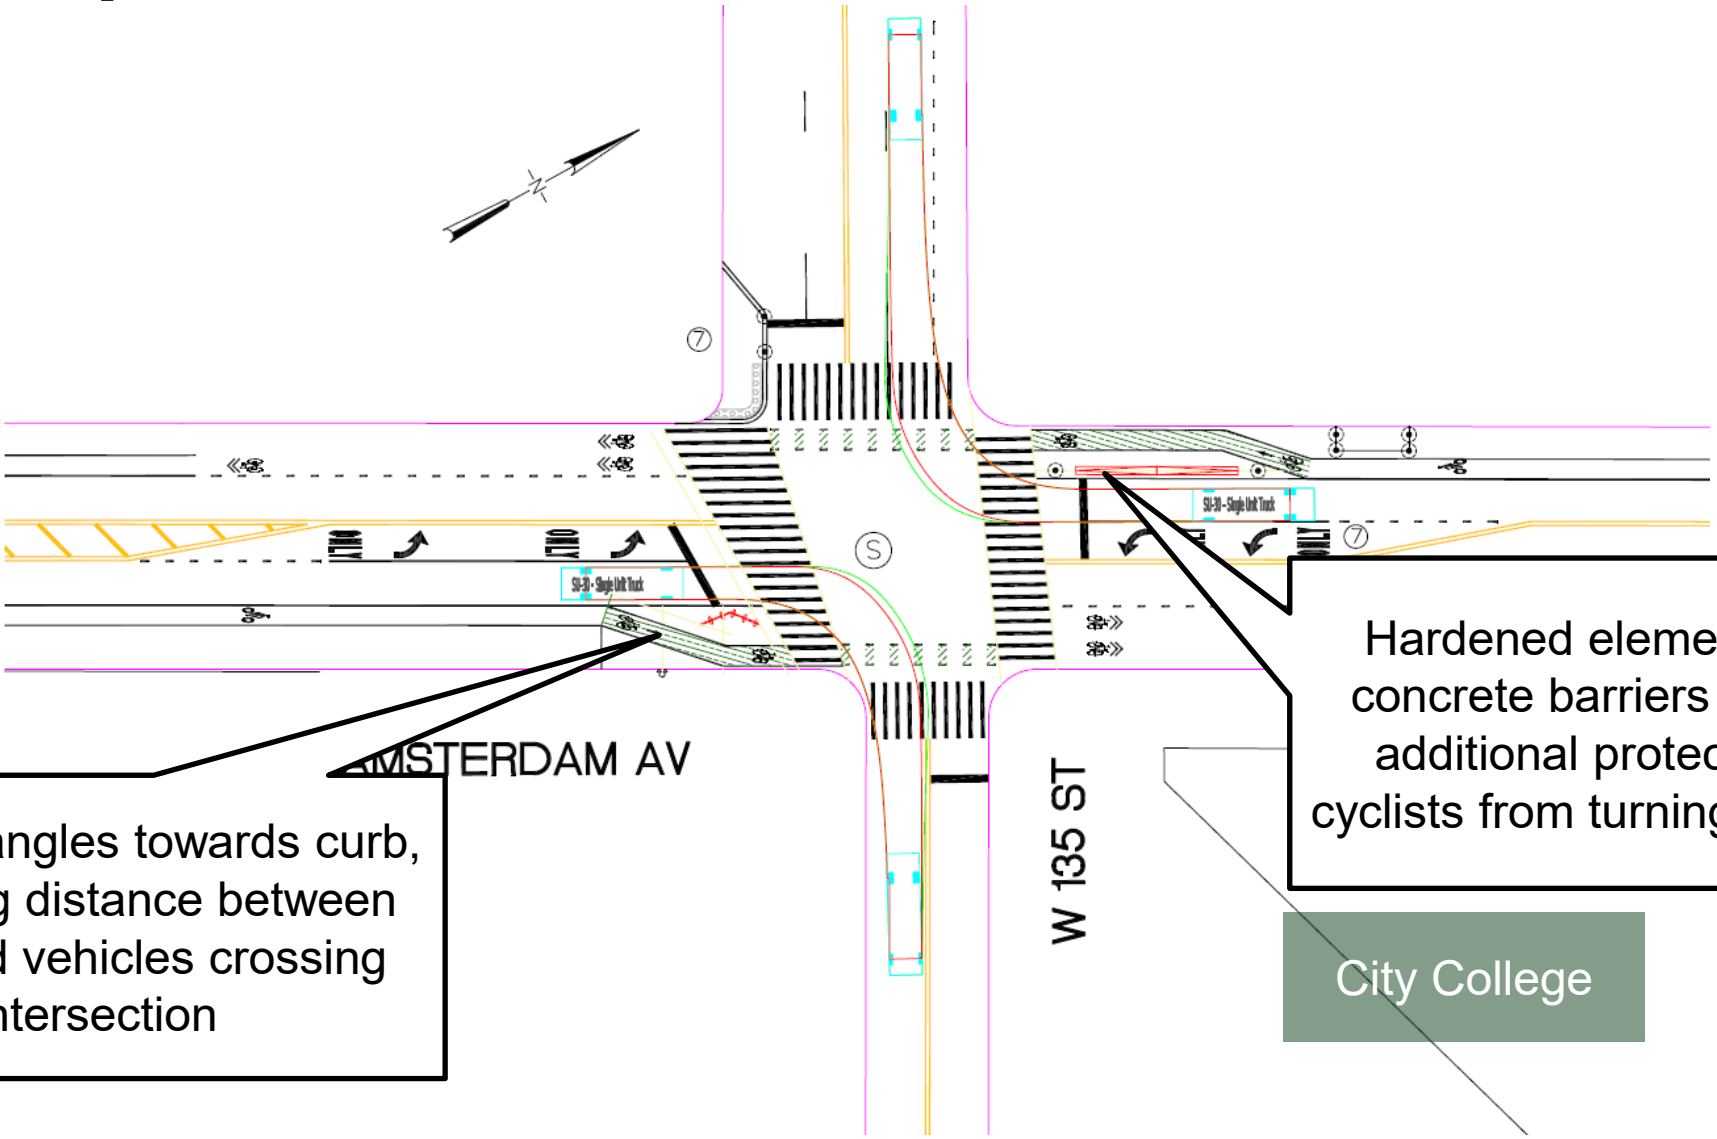 N
7
S
ONLY
ONLY
ONLY
7
SU-30 - Single Unit Truck
SU-30 - Single Unit Truck
AMSTERDAM AV
W 135 ST
angles towards curb,
distance between
vehicles crossing
ntersection
Hardened eleme
concrete barriers
additional protec
cyclists from turning
City College